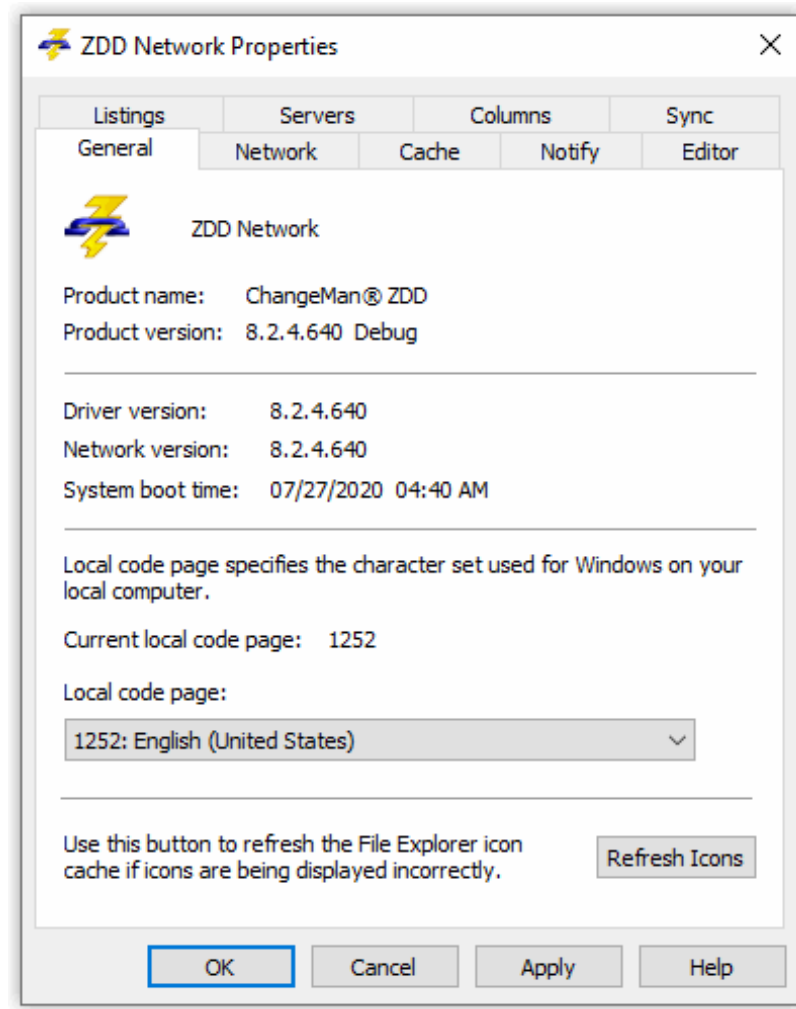 ZDD Network Properties
Listings Servers Columns Sync
General Network Cache Notify Editor
ZDD Network
Product name: ChangeMan® ZDD
Product version: 8.2.4.640 Debug
Driver version: 8.2.4.640
Network version: 8.2.4.640
System boot time: 07/27/2020 04:40 AM
Local code page specifies the character set used for Windows on your
local computer.
Current local code page: 1252
Local code page:
1252: English (United States)
Use this button to refresh the File Explorer icon
cache if icons are being displayed incorrectly.
Refresh Icons
OK Cancel Apply Help